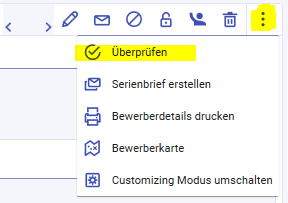 Überprüfen
Serienbrief erstellen
Bewerberdetails drucken
Bewerberkarte
Customizing Modus umschalten